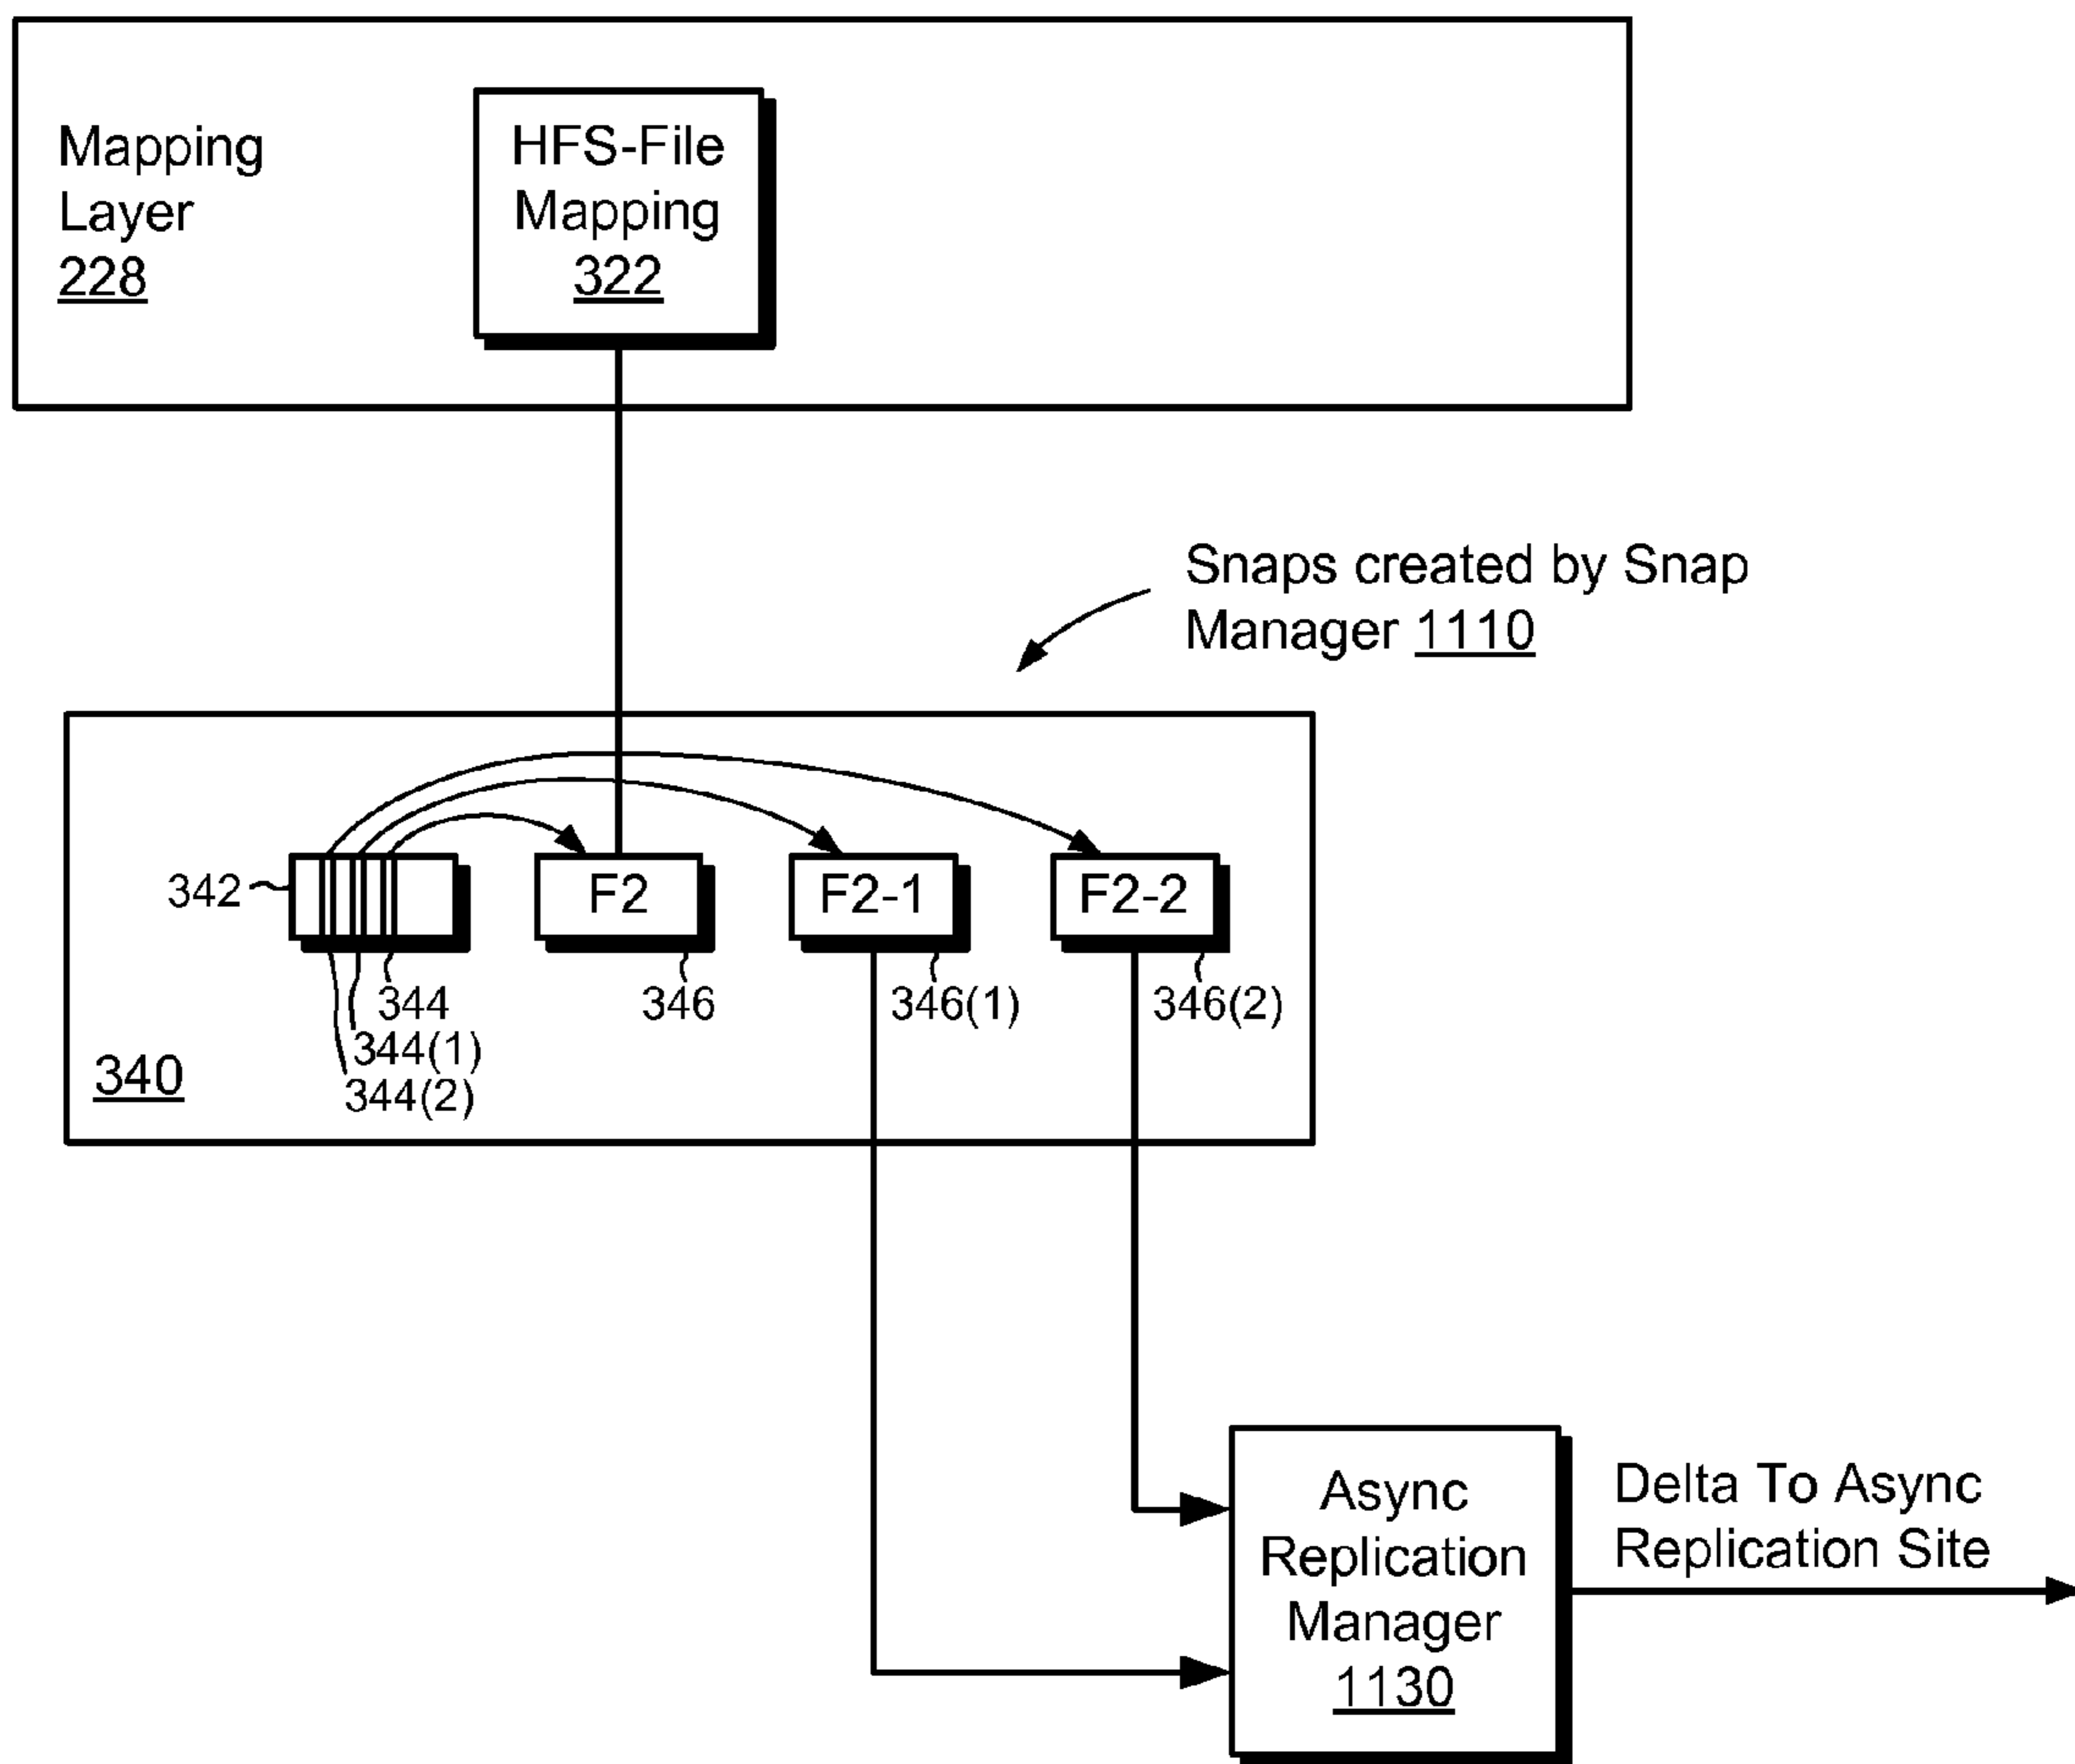 Mapping
Layer
228
HFS-File
Mapping
322
Snaps created by Snap
Manager 1110
342
F2
F2-1
F2-2
344
346
346(1)
346(2)
344(1)
340
344(2)
Async
Replication
Manager
1130
Delta To Async
Replication Site